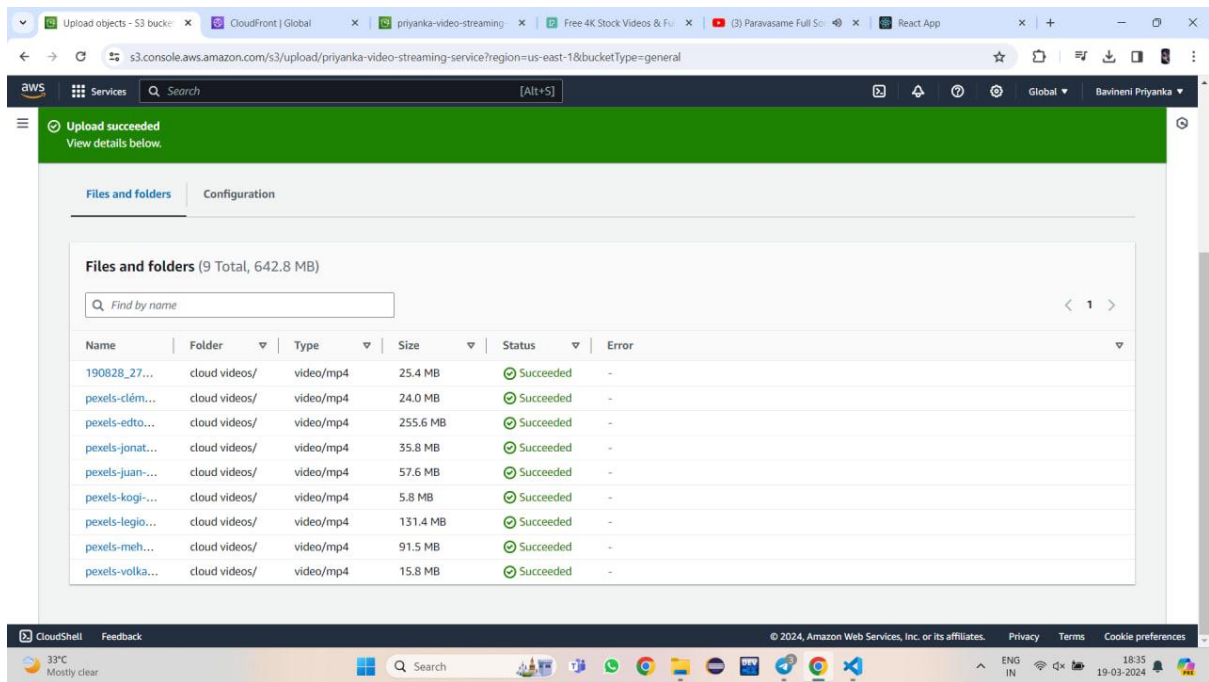 Upload objects - S3 bucke
CloudFront | Global
priyanka-video-streaming-
Free 4K Stock Videos & Fu
(3) Paravasame Full So
React App
s3.console.aws.amazon.com/s3/upload/priyanka-video-streaming-service?region=us-east-1&bucketType=general
aws Services Search [Alt+S] Global Bavineni Priyanka
Upload succeeded
View details below.
Files and folders Configuration
Files and folders (9 Total, 642.8 MB)
Find by name
1
Name Folder Type Size Status Error
190828_27... cloud videos/ video/mp4 25.4 MB Succeeded -
pexels-clém... cloud videos/ video/mp4 24.0 MB Succeeded -
pexels-edto... cloud videos/ video/mp4 255.6 MB Succeeded -
pexels-jonat... cloud videos/ video/mp4 35.8 MB Succeeded -
pexels-juan-... cloud videos/ video/mp4 57.6 MB Succeeded -
pexels-kogi-... cloud videos/ video/mp4 5.8 MB Succeeded -
pexels-legio... cloud videos/ video/mp4 131.4 MB Succeeded -
pexels-meh... cloud videos/ video/mp4 91.5 MB Succeeded -
pexels-volka... cloud videos/ video/mp4 15.8 MB Succeeded -
CloudShell Feedback © 2024, Amazon Web Services, Inc. or its affiliates. Privacy Terms Cookie preferences
33°C
Mostly clear
Search
ENG
IN
18:35
19-03-2024